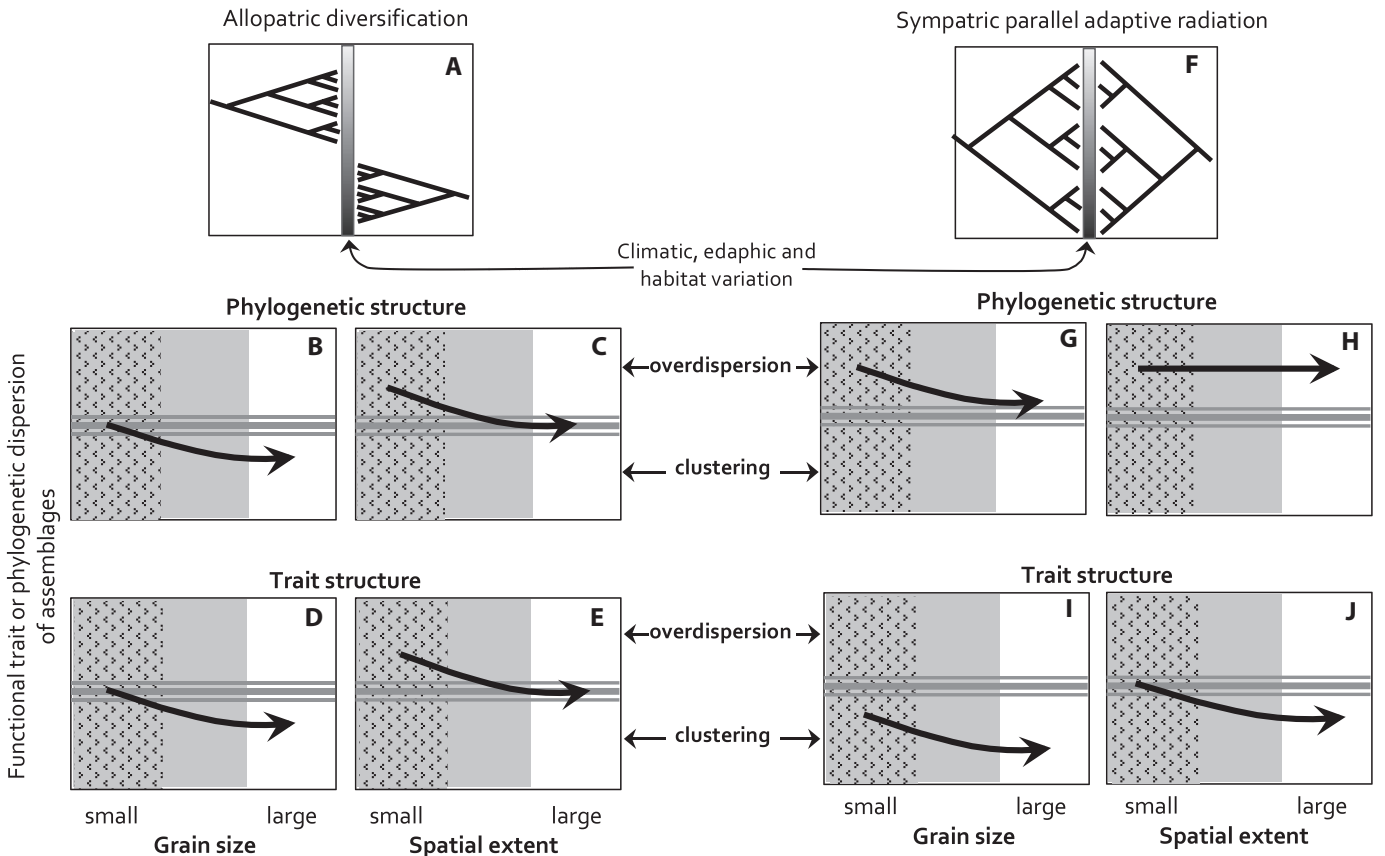 Allopatric diversification
Sympatric parallel adaptive radiation
A
F
Climatic, edaphic and
habitat variation
Phylogenetic structure
Phylogenetic structure
B
C
overdispersion
clustering
G
H
Functional trait or phylogenetic dispersion
of assemblages
Trait structure
Trait structure
D
E
overdispersion
clustering
I
J
small
large
small
large
small
large
small
large
Grain size
Spatial extent
Grain size
Spatial extent